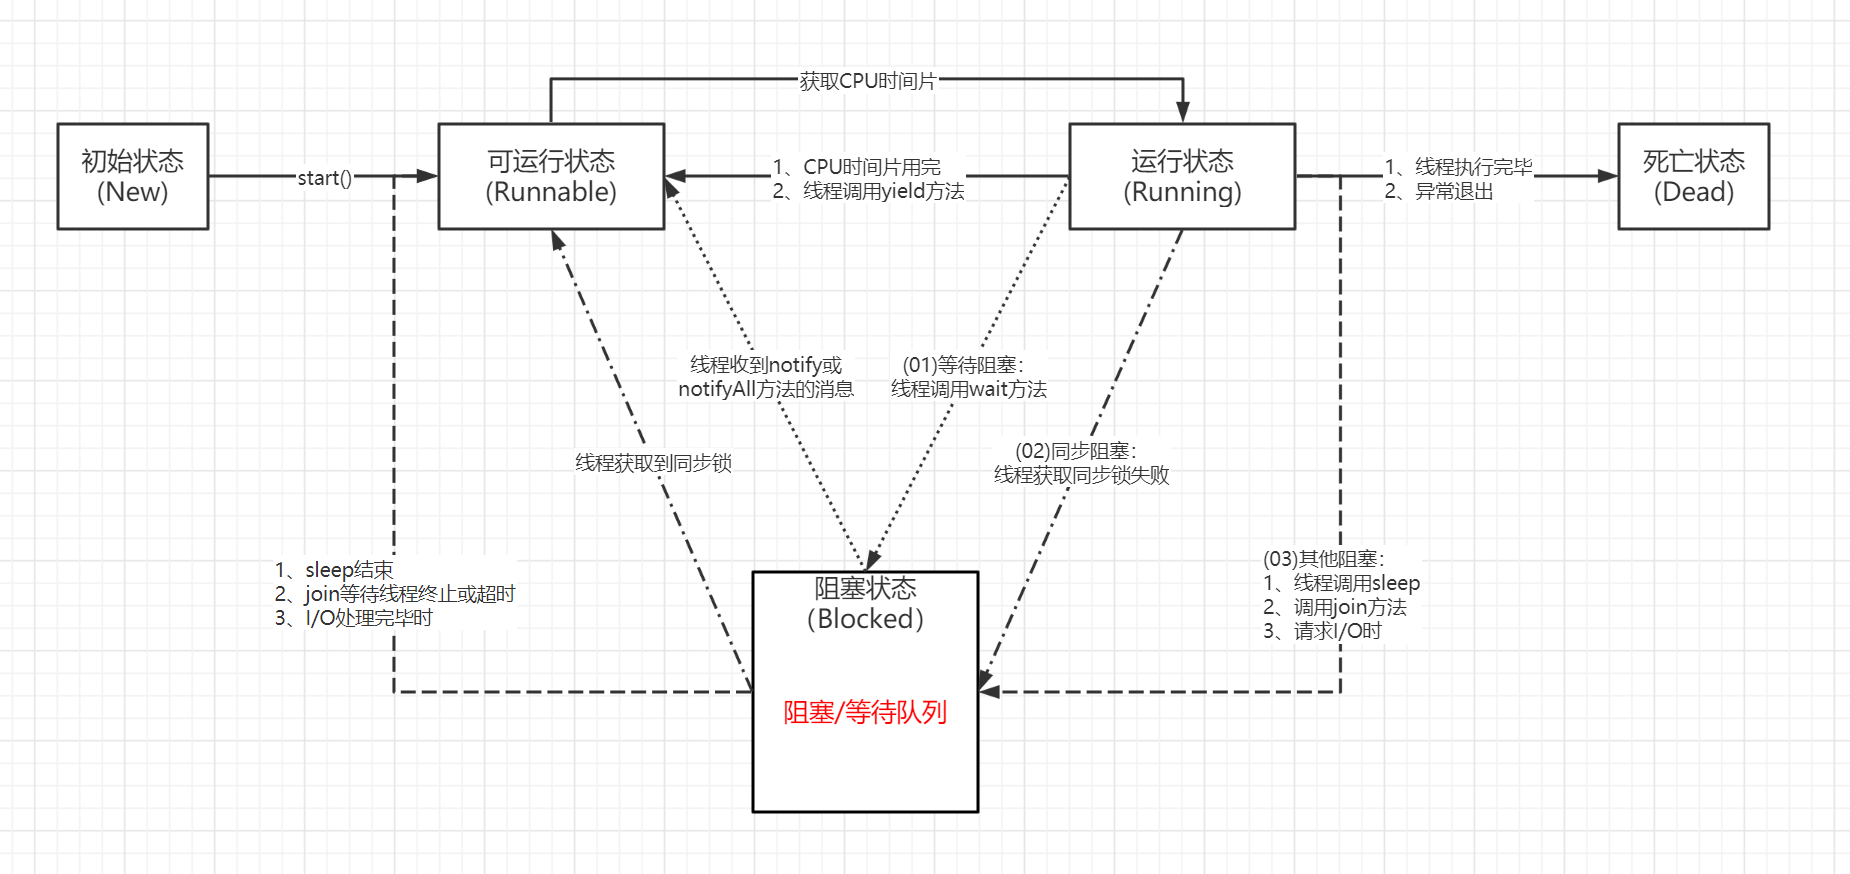 获取CPU时间片
初始状态
(New)
start()
可运行状态
(Runnable)
1、CPU时间片用完
2、线程调用yield方法
运行状态
(Running)
1、线程执行完毕
2、异常退出
死亡状态
(Dead)
线程收到notify或
notifyAll方法的消息
(01)等待阻塞：
线程调用wait方法
线程获取到同步锁
(02)同步阻塞：
线程获取同步锁失败
1、sleep结束
2、join等待线程终止或超时
3、I/O处理完毕时
(03)其他阻塞：
1、线程调用sleep
2、调用join方法
3、请求I/O时
阻塞状态
（Blocked）
阻塞/等待队列